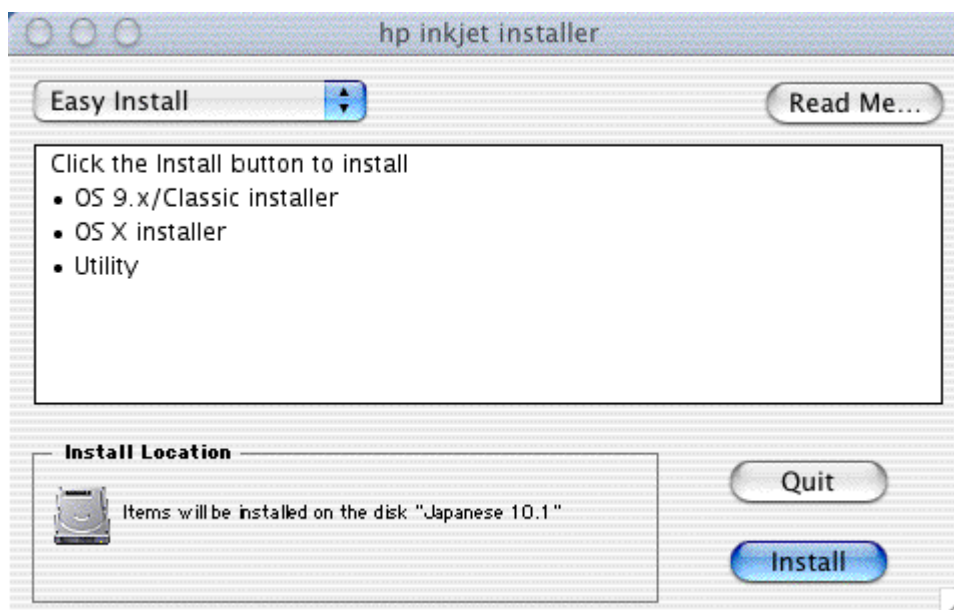 hp inkjet installer
Easy Install
Read Me...
Click the Install button to install
• OS 9.x/Classic installer
• OS X installer
• Utility
Install Location
Items will be installed on the disk "Japanese 10.1"
Quit
Install